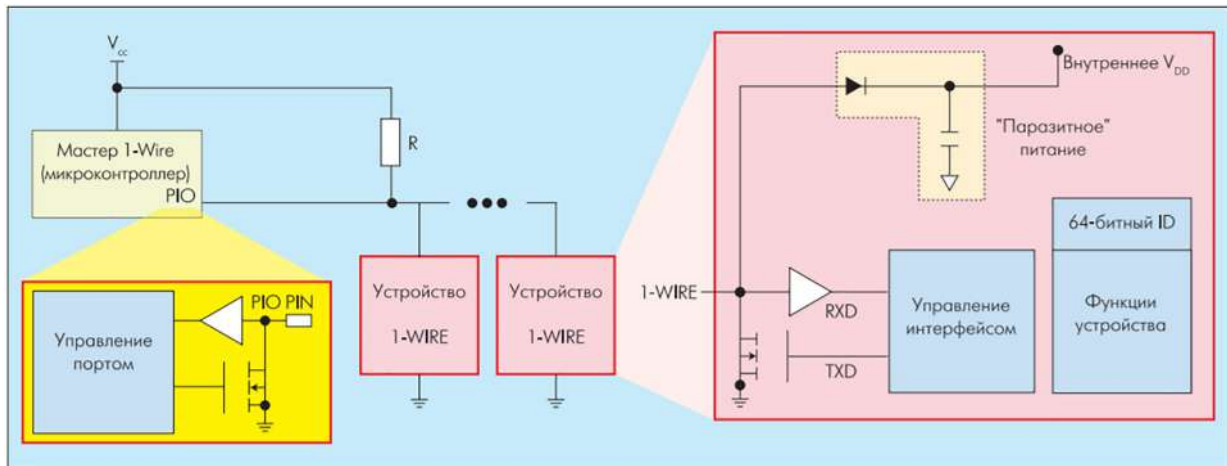 Vcc
Мастер 1-Wire
(микроконтроллер)
PIO
R
Устройство
1-WIRE
Устройство
1-WIRE
Управление
портом
PIO PIN
Внутреннее VDD
"Паразитное"
питание
1-WIRE
RXD
TXD
Управление
интерфейсом
64-битный ID
Функции
устройства